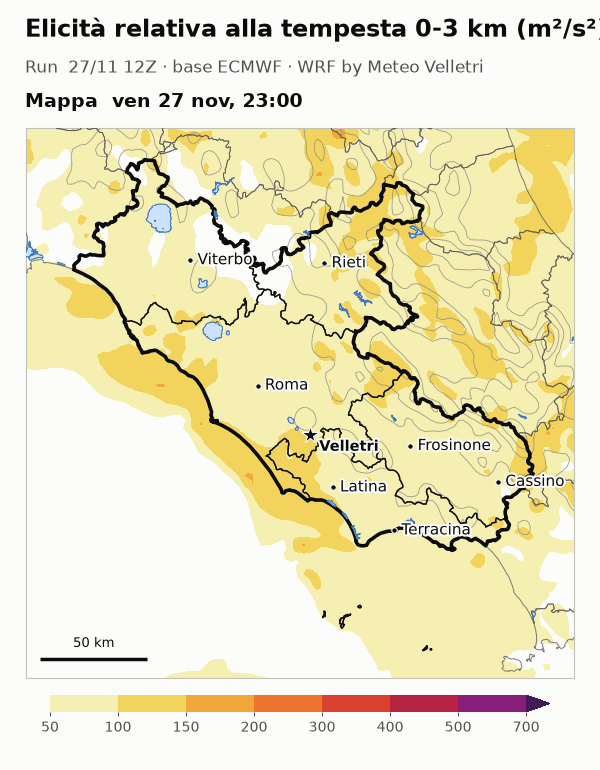 Elicità relativa alla tempesta 0-3 km (m²/s²)
Run 27/11 12Z · base ECMWF · WRF by Meteo Velletri
Mappa ven 27 nov, 23:00
Viterbo
Rieti
Roma
Velletri
Frosinone
Cassino
Latina
Terracina
50 km
50 100 150 200 300 400 500 700